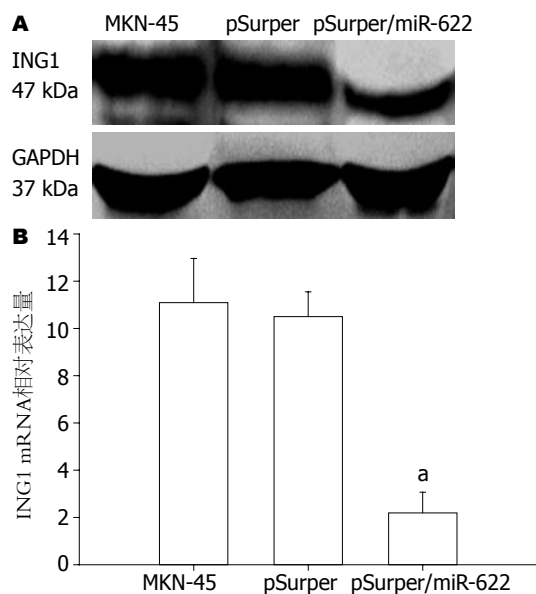 A MKN-45 pSurper pSurper/miR-622
ING1
47 kDa
GAPDH
37 kDa
B
14
12
10
8
6
4
2
0
ING1 mRNA相对表达量
a
MKN-45 pSurper pSurper/miR-622